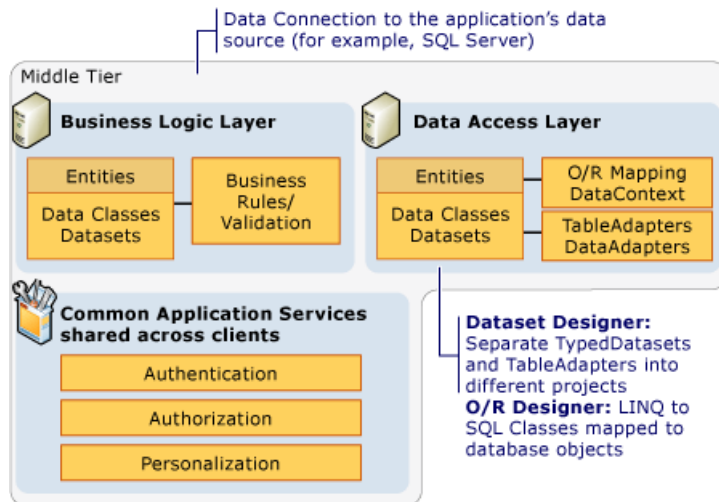 Data Connection to the application's data
source (for example, SQL Server)
Middle Tier
Business Logic Layer
Entities
Data Classes
Datasets
Business
Rules/
Validation
Data Access Layer
Entities
Data Classes
Datasets
O/R Mapping
DataContext
TableAdapters
DataAdapters
Common Application Services
shared across clients
Authentication
Authorization
Personalization
Dataset Designer:
Separate TypedDatasets
and TableAdapters into
different projects
O/R Designer: LINQ to
SQL Classes mapped to
database objects